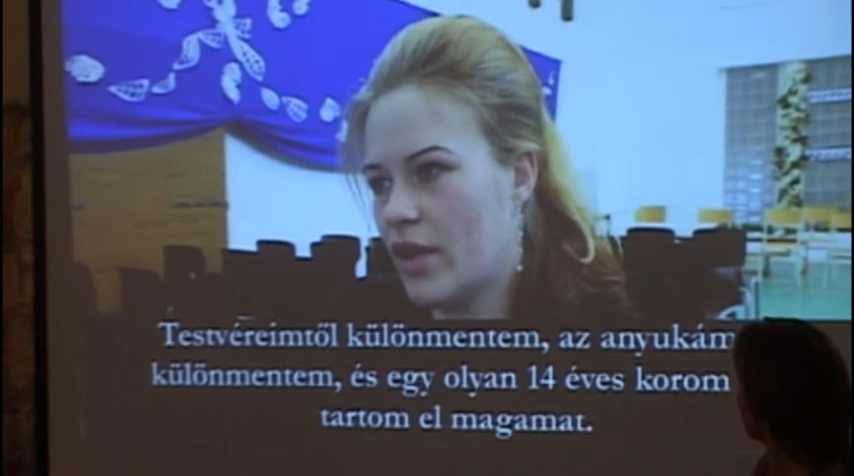 Testvéreimtől különmentem, az anyukám
különmentem, és egy olyan 14 éves korom
tartom el magamat.